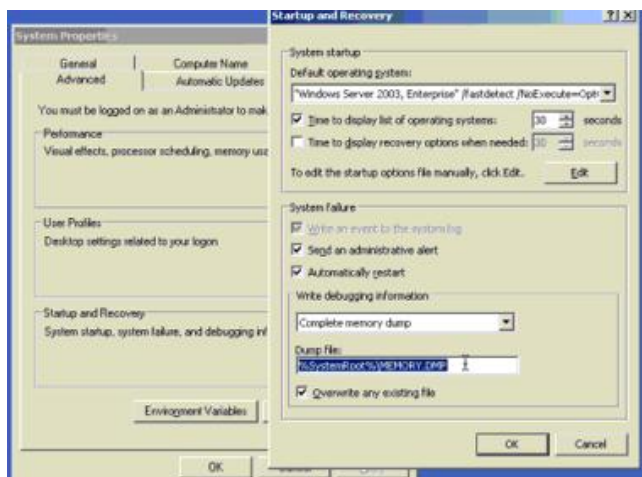 System Properties
General
Computer Name
Advanced
Automatic Updates
You must be logged on as an Administrator to mak
Performance
Visual effects, processor scheduling, memory usa
User Profiles
Desktop settings related to your logon
Startup and Recovery
System startup, system failure, and debugging inf
Environment Variables
OK
Startup and Recovery
System startup
Default operating system:
"Windows Server 2003, Enterprise" /fastdetect /NoExecute=Opt
Time to display list of operating systems:
30
seconds
Time to display recovery options when needed:
30
seconds
To edit the startup options file manually, click Edit.
Edit
System failure
Write an event to the system log
Send an administrative alert
Automatically restart
Write debugging information
Complete memory dump
Dump file:
%SystemRoot%\MEMORY.DMP
Overwrite any existing file
OK
Cancel